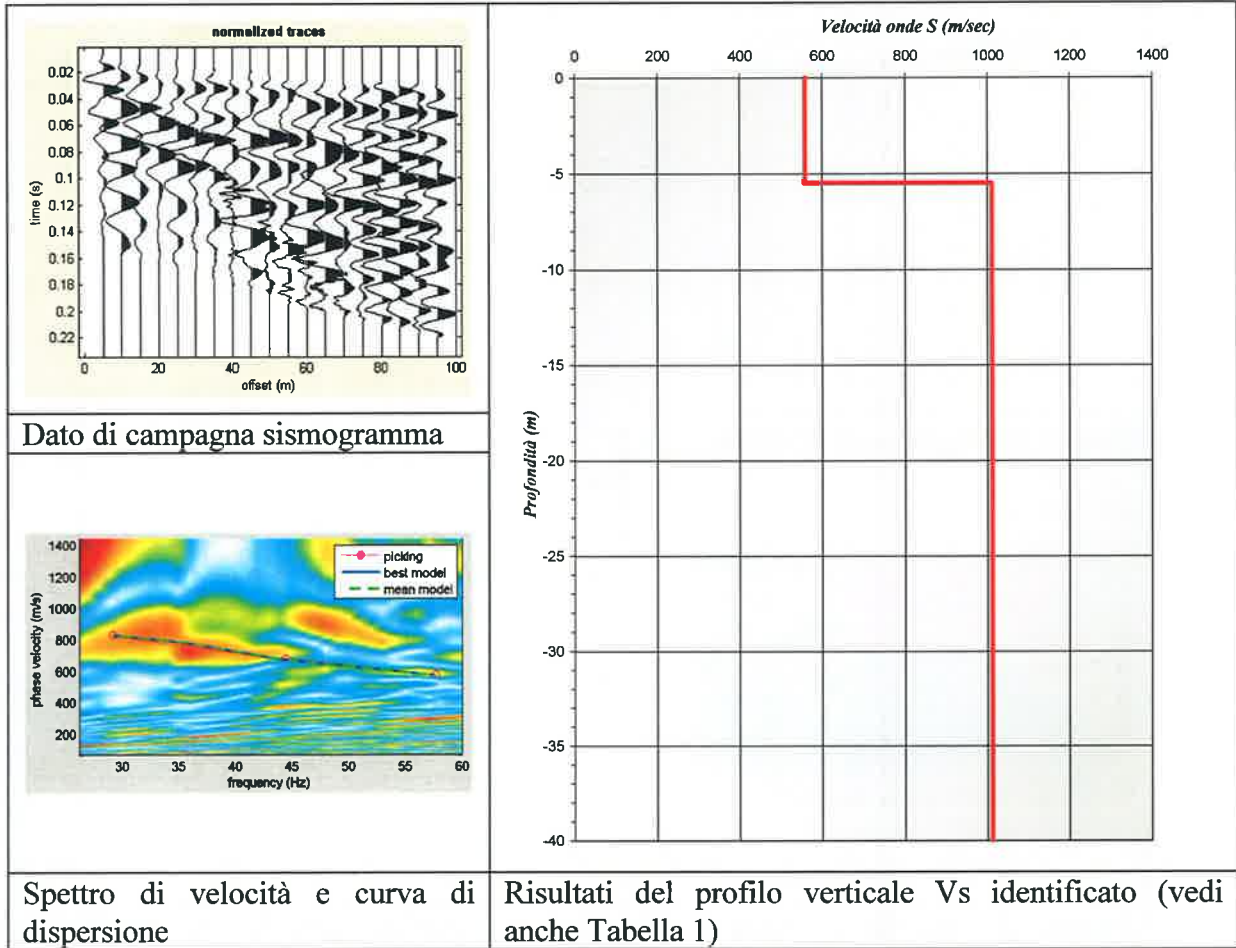 normalized traces
0.02
0.04
0.06
0.08
0.1
0.12
0.14
0.16
0.18
0.2
0.22
time (s)
0 20 40 60 80 100
offset (m)
Dato di campagna sismogramma
1400
1200
1000
800
600
400
200
phase velocity (m/s)
picking
best model
mean model
30 35 40 45 50 55 60
frequency (Hz)
Spettro di velocità e curva di
dispersione
Velocità onde S (m/sec)
0 200 400 600 800 1000 1200 1400
0
-5
-10
-15
-20
-25
-30
-35
-40
Profondità (m)
Risultati del profilo verticale Vs identificato (vedi
anche Tabella 1)